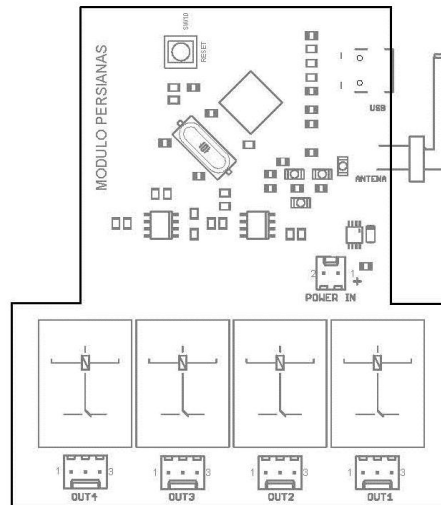 SW10
RESET
MODULO PERSIANAS
USB
ANTENA
2 1
+
POWER IN
1 3 1 3 1 3 1 3
OUT4 OUT3 OUT2 OUT1